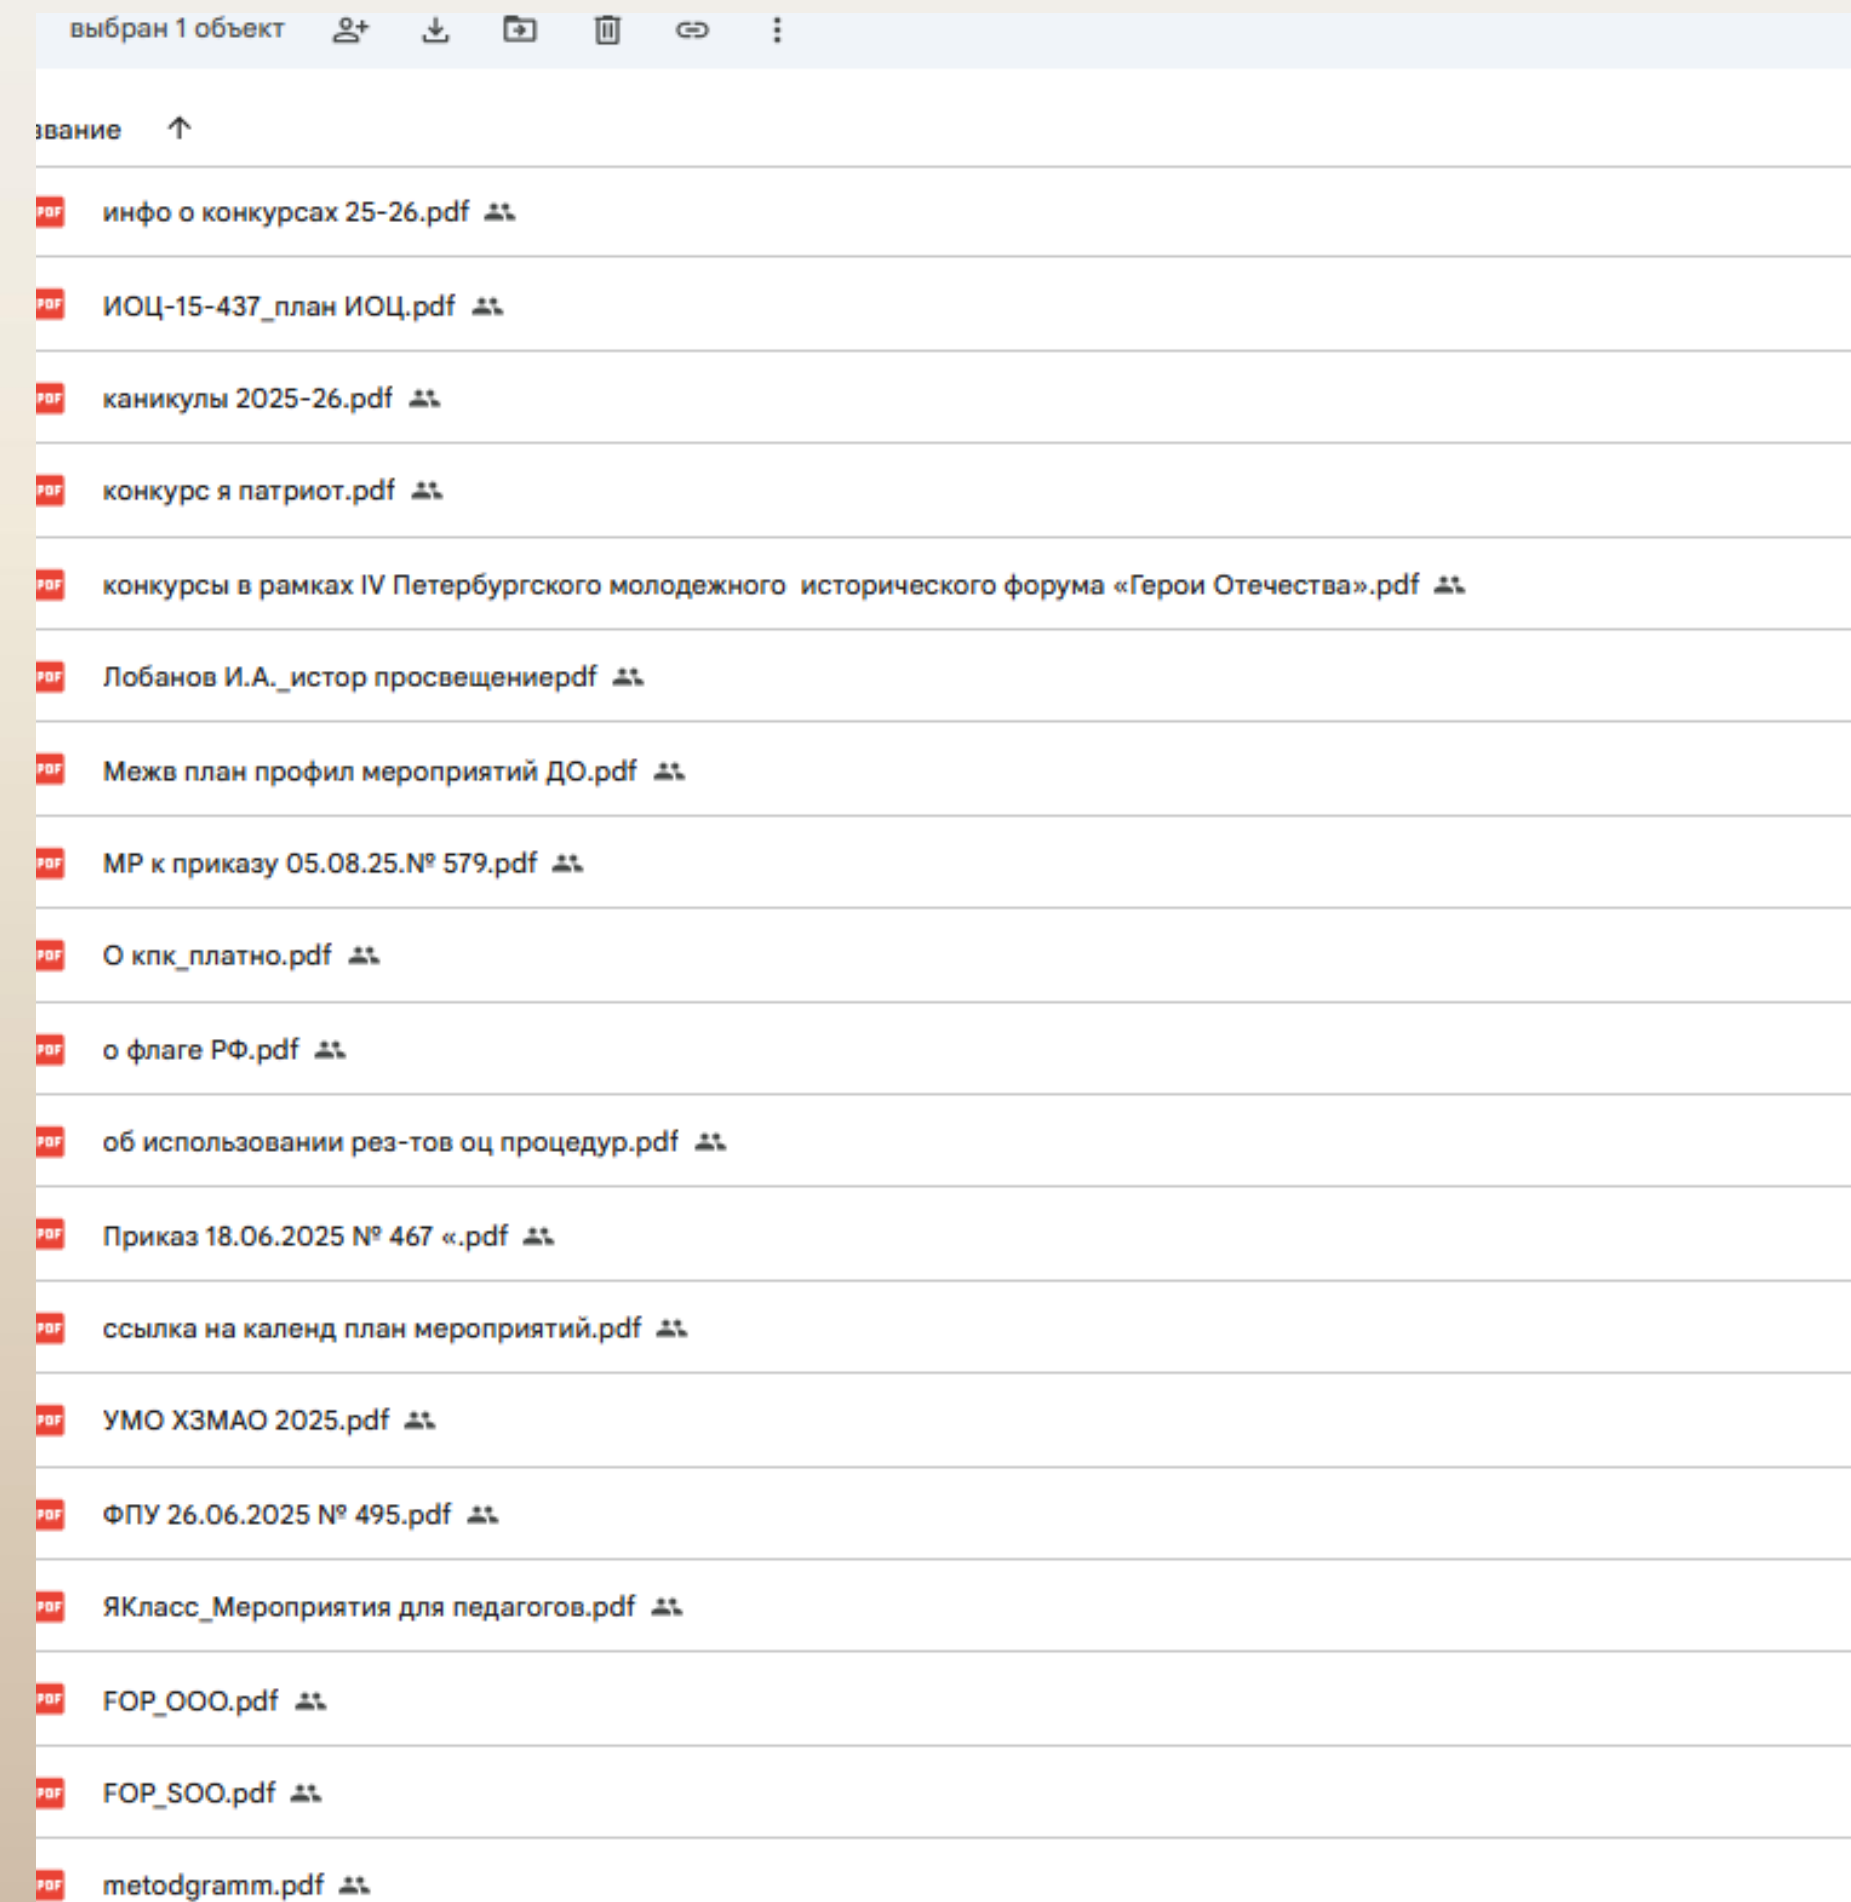 выбран 1 объект
звание
инфо о конкурсах 25-26.pdf
ИОЦ-15-437_план ИОЦ.pdf
каникулы 2025-26.pdf
конкурс я патриот.pdf
конкурсы в рамках IV Петербургского молодежного  исторического форума «Герои Отечества».pdf
Лобанов И.А._истор просвещениеpdf
Межв план профил мероприятий ДО.pdf
МР к приказу 05.08.25.№ 579.pdf
О кпк_платно.pdf
о флаге РФ.pdf
об использовании рез-тов оц процедур.pdf
Приказ 18.06.2025 № 467 «.pdf
ссылка на календ план мероприятий.pdf
УМО ХЗМАО 2025.pdf
ФПУ 26.06.2025 № 495.pdf
ЯКласс_Мероприятия для педагогов.pdf
FOP_OOO.pdf
FOP_SOO.pdf
metodgramm.pdf